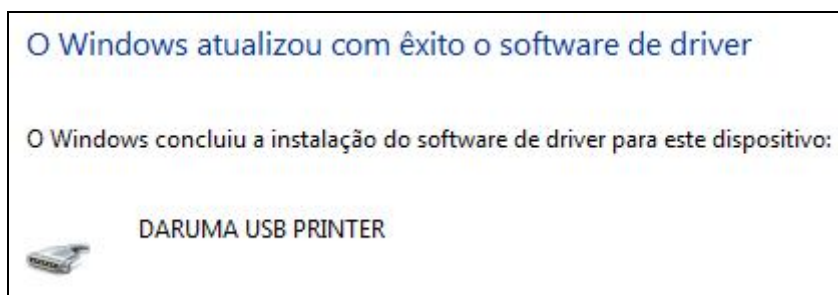 O Windows atualizou com êxito o software de driver
O Windows concluiu a instalação do software de driver para este dispositivo:
DARUMA USB PRINTER